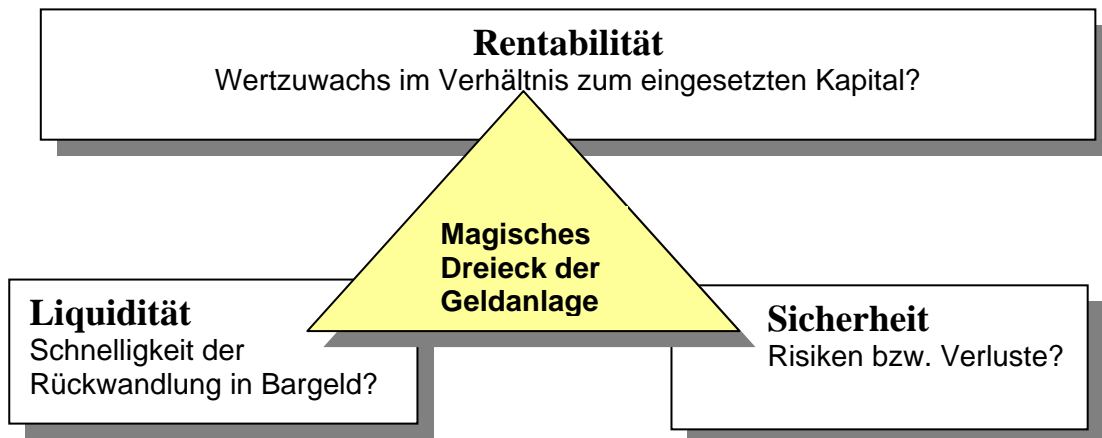 Rentabilität
Wertzuwachs im Verhältnis zum eingesetzten Kapital?
Magisches
Dreieck der
Geldanlage
Liquidität
Schnelligkeit der
Rückwandlung in Bargeld?
Sicherheit
Risiken bzw. Verluste?